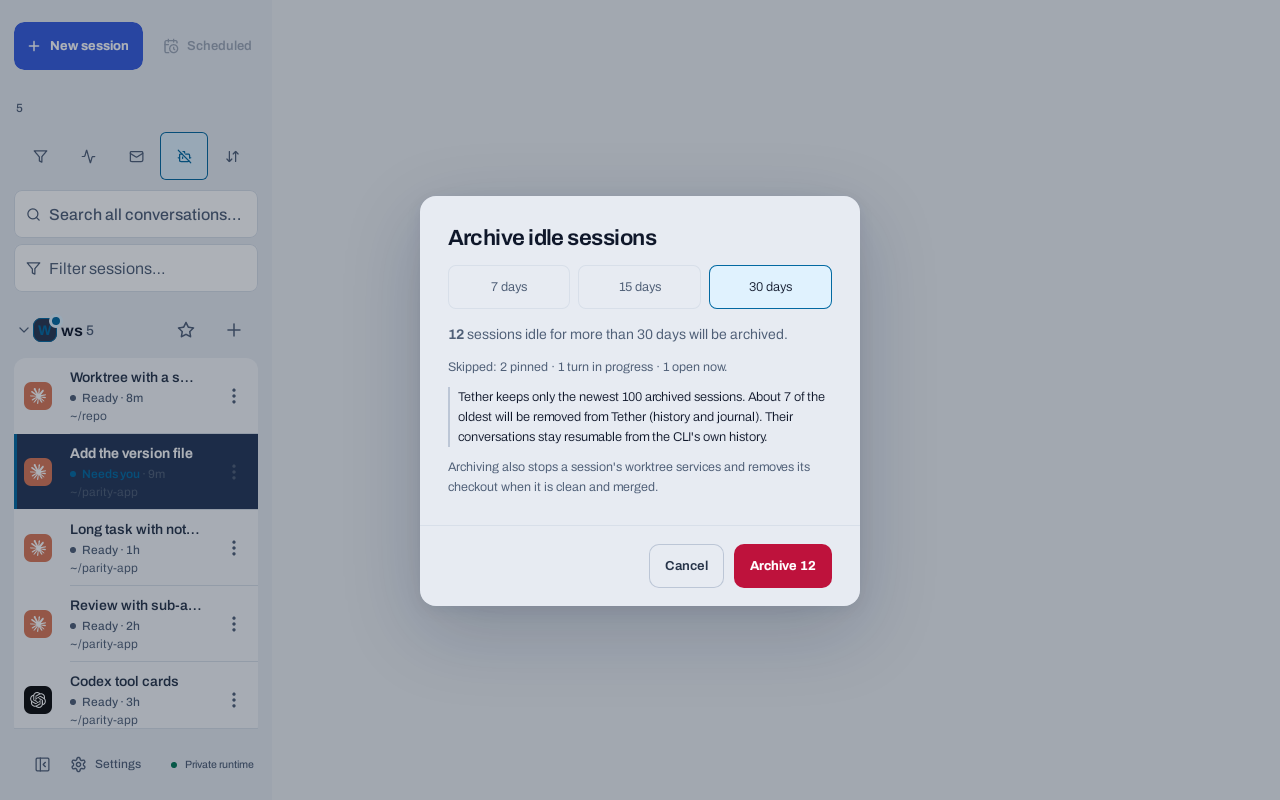 New session
Scheduled
5
Search all conversations...
Filter sessions...
W ws 5
Worktree with a s...
Ready · 8m
~/repo
Add the version file
Needs you · 9m
~/parity-app
Long task with not...
Ready · 1h
~/parity-app
Review with sub-a...
Ready · 2h
~/parity-app
Codex tool cards
Ready · 3h
~/parity-app
Settings
Private runtime
Archive idle sessions
7 days
15 days
30 days
12 sessions idle for more than 30 days will be archived.
Skipped: 2 pinned · 1 turn in progress · 1 open now.
Tether keeps only the newest 100 archived sessions. About 7 of the
oldest will be removed from Tether (history and journal). Their
conversations stay resumable from the CLI's own history.
Archiving also stops a session's worktree services and removes its
checkout when it is clean and merged.
Cancel
Archive 12